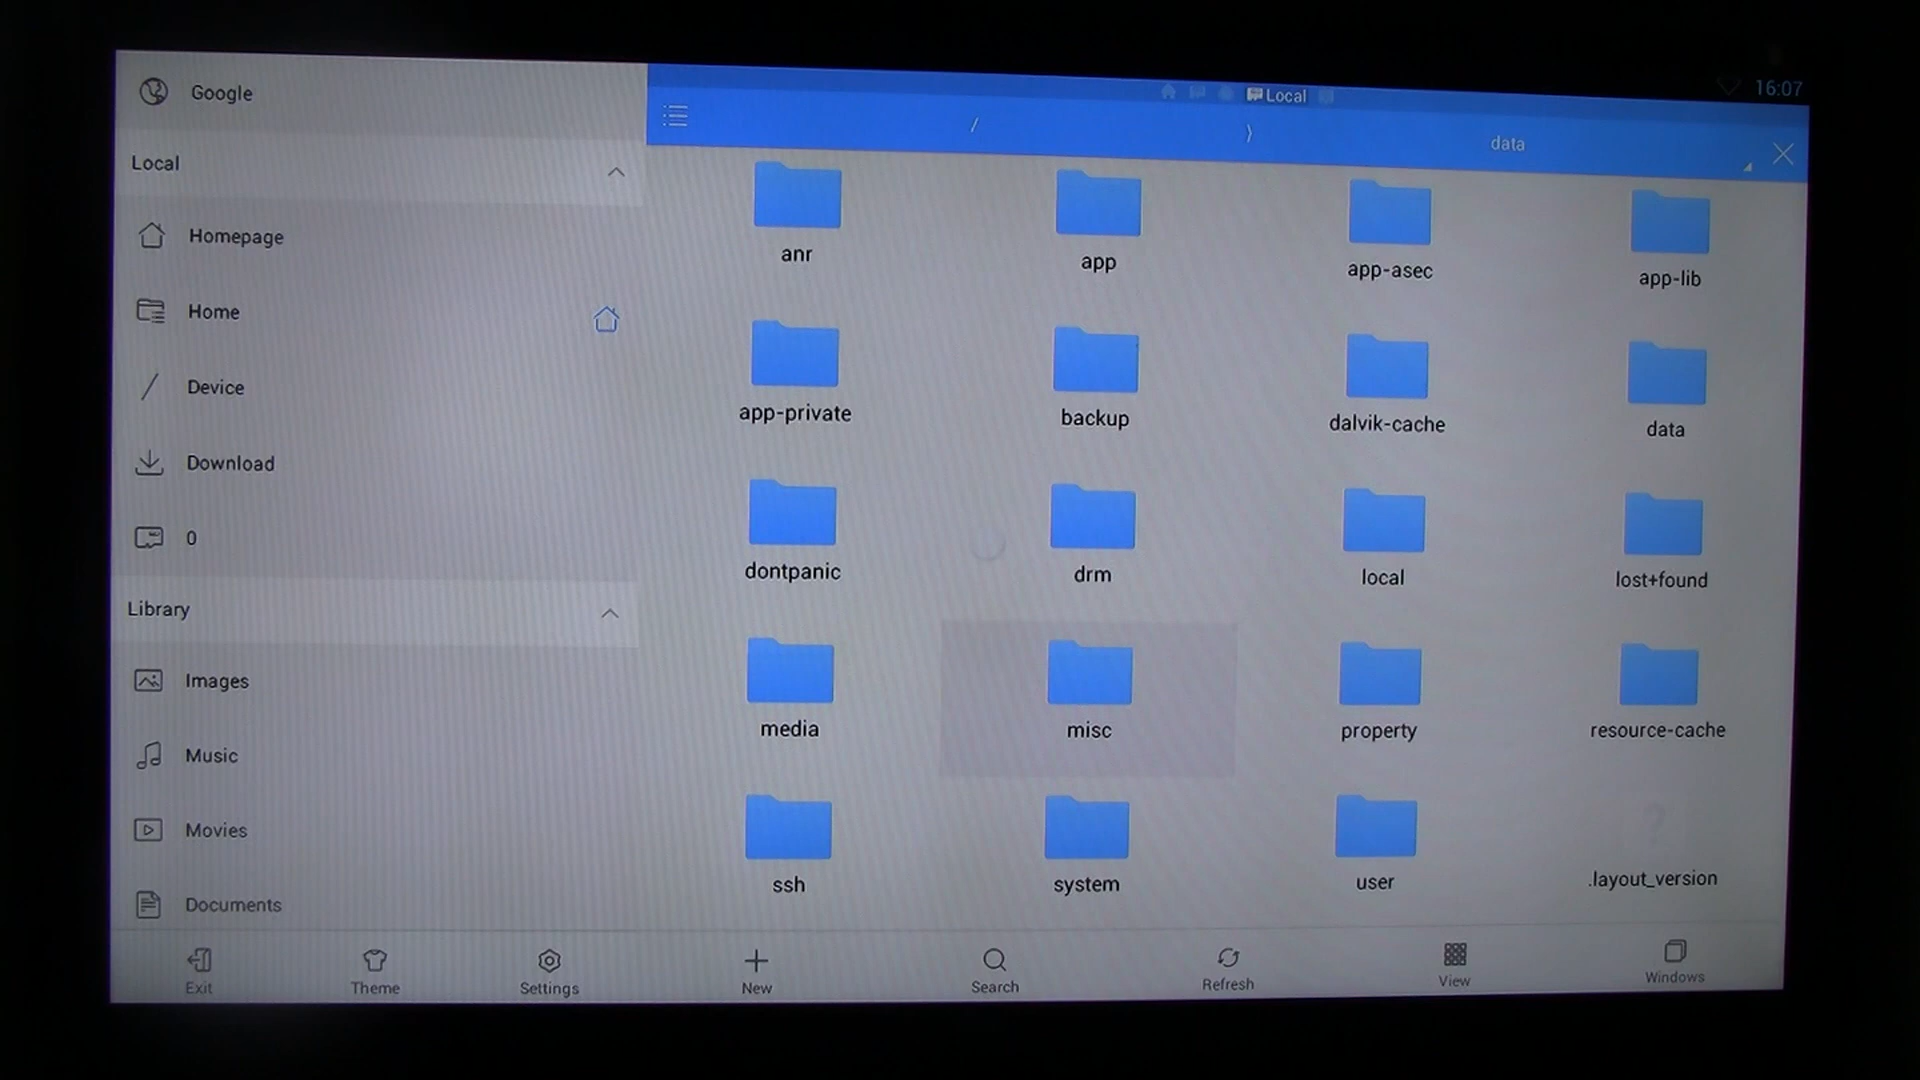 Google
Local
Homepage
Home
Device
Download
0
Library
Images
Music
Movies
Documents
Exit
Theme
Settings
16:07
Local
/
data
anr
app
app-asec
app-lib
app-private
backup
dalvik-cache
data
dontpanic
drm
local
lost+found
media
misc
property
resource-cache
ssh
system
user
.layout_version
New
Search
Refresh
View
Windows